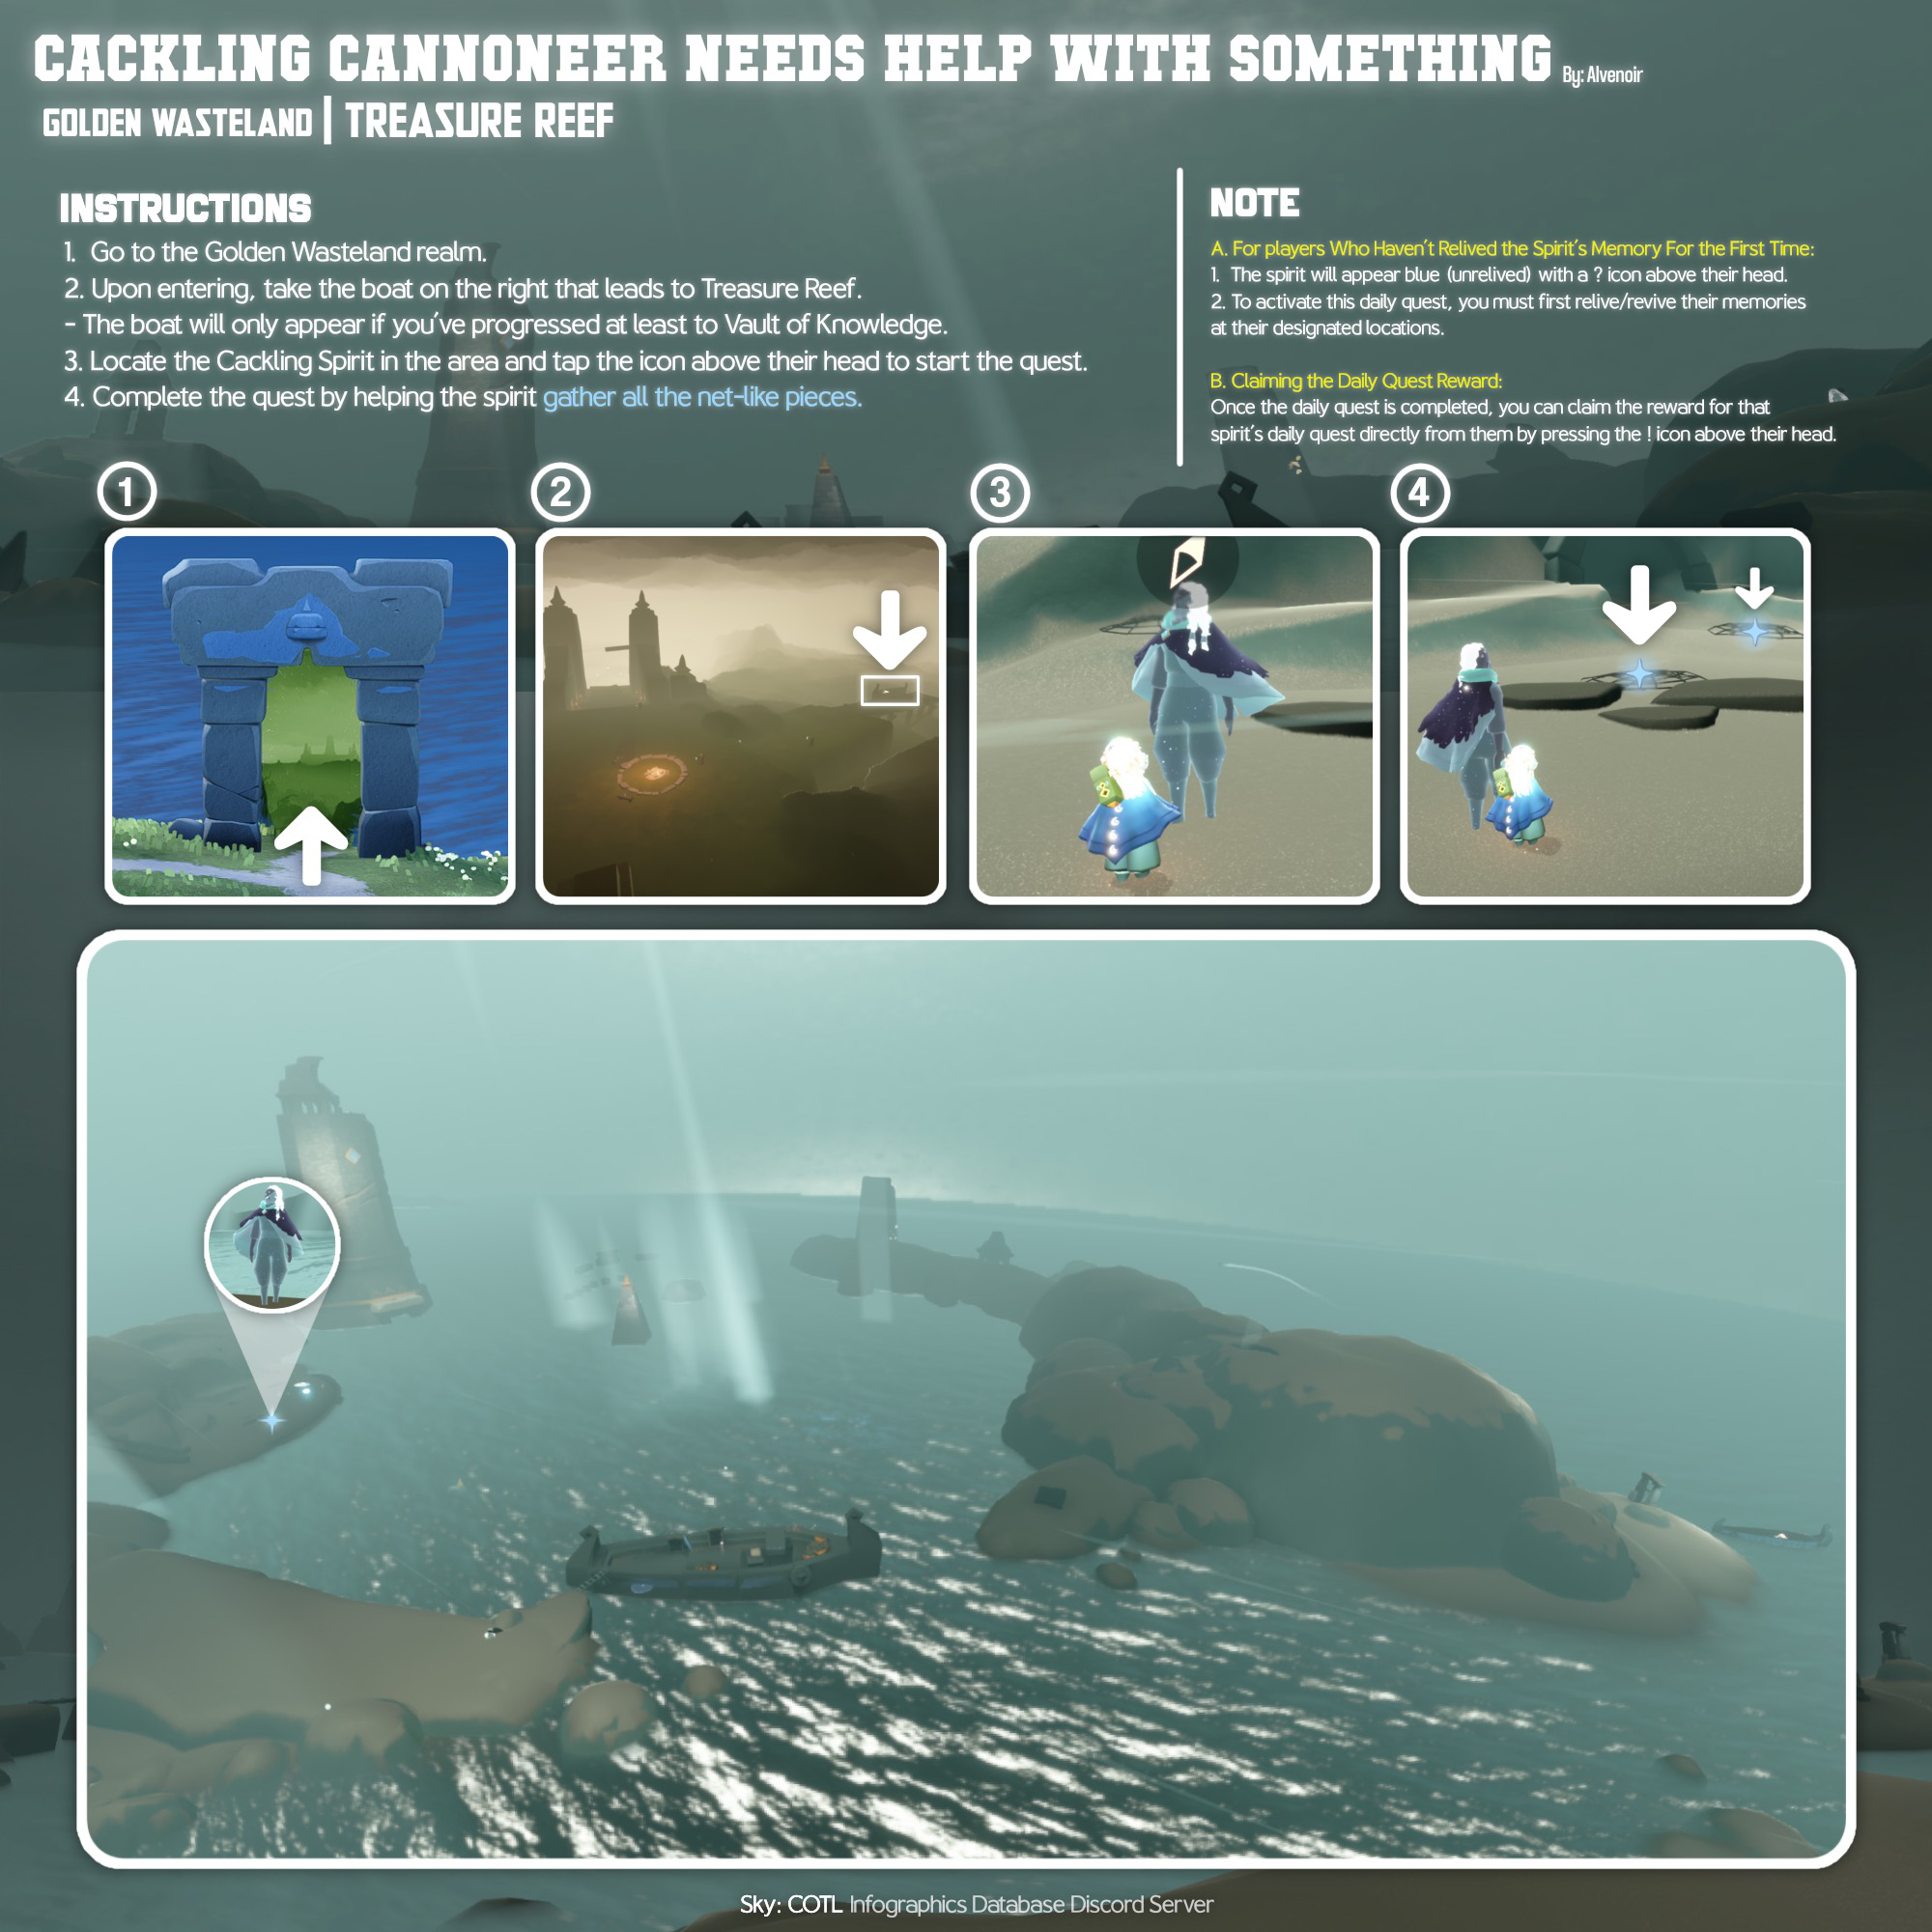 CACKLING CANNONEER NEEDS HELP WITH SOMETHING By: Alvenoir
GOLDEN WASTELAND | TREASURE REEF
INSTRUCTIONS
1. Go to the Golden Wasteland realm.
2. Upon entering, take the boat on the right that leads to Treasure Reef.
- The boat will only appear if you've progressed at least to Vault of Knowledge.
3. Locate the Cackling Spirit in the area and tap the icon above their head to start the quest.
4. Complete the quest by helping the spirit gather all the net-like pieces.
NOTE
A. For players Who Haven't Relived the Spirit's Memory For the First Time:
1. The spirit will appear blue (unrelived) with a ? icon above their head.
2. To activate this daily quest, you must first relive/revive their memories
at their designated locations.
B. Claiming the Daily Quest Reward:
Once the daily quest is completed, you can claim the reward for that
spirit's daily quest directly from them by pressing the ! icon above their head.
1
2
3
4
Sky: COTL Infographics Database Discord Server